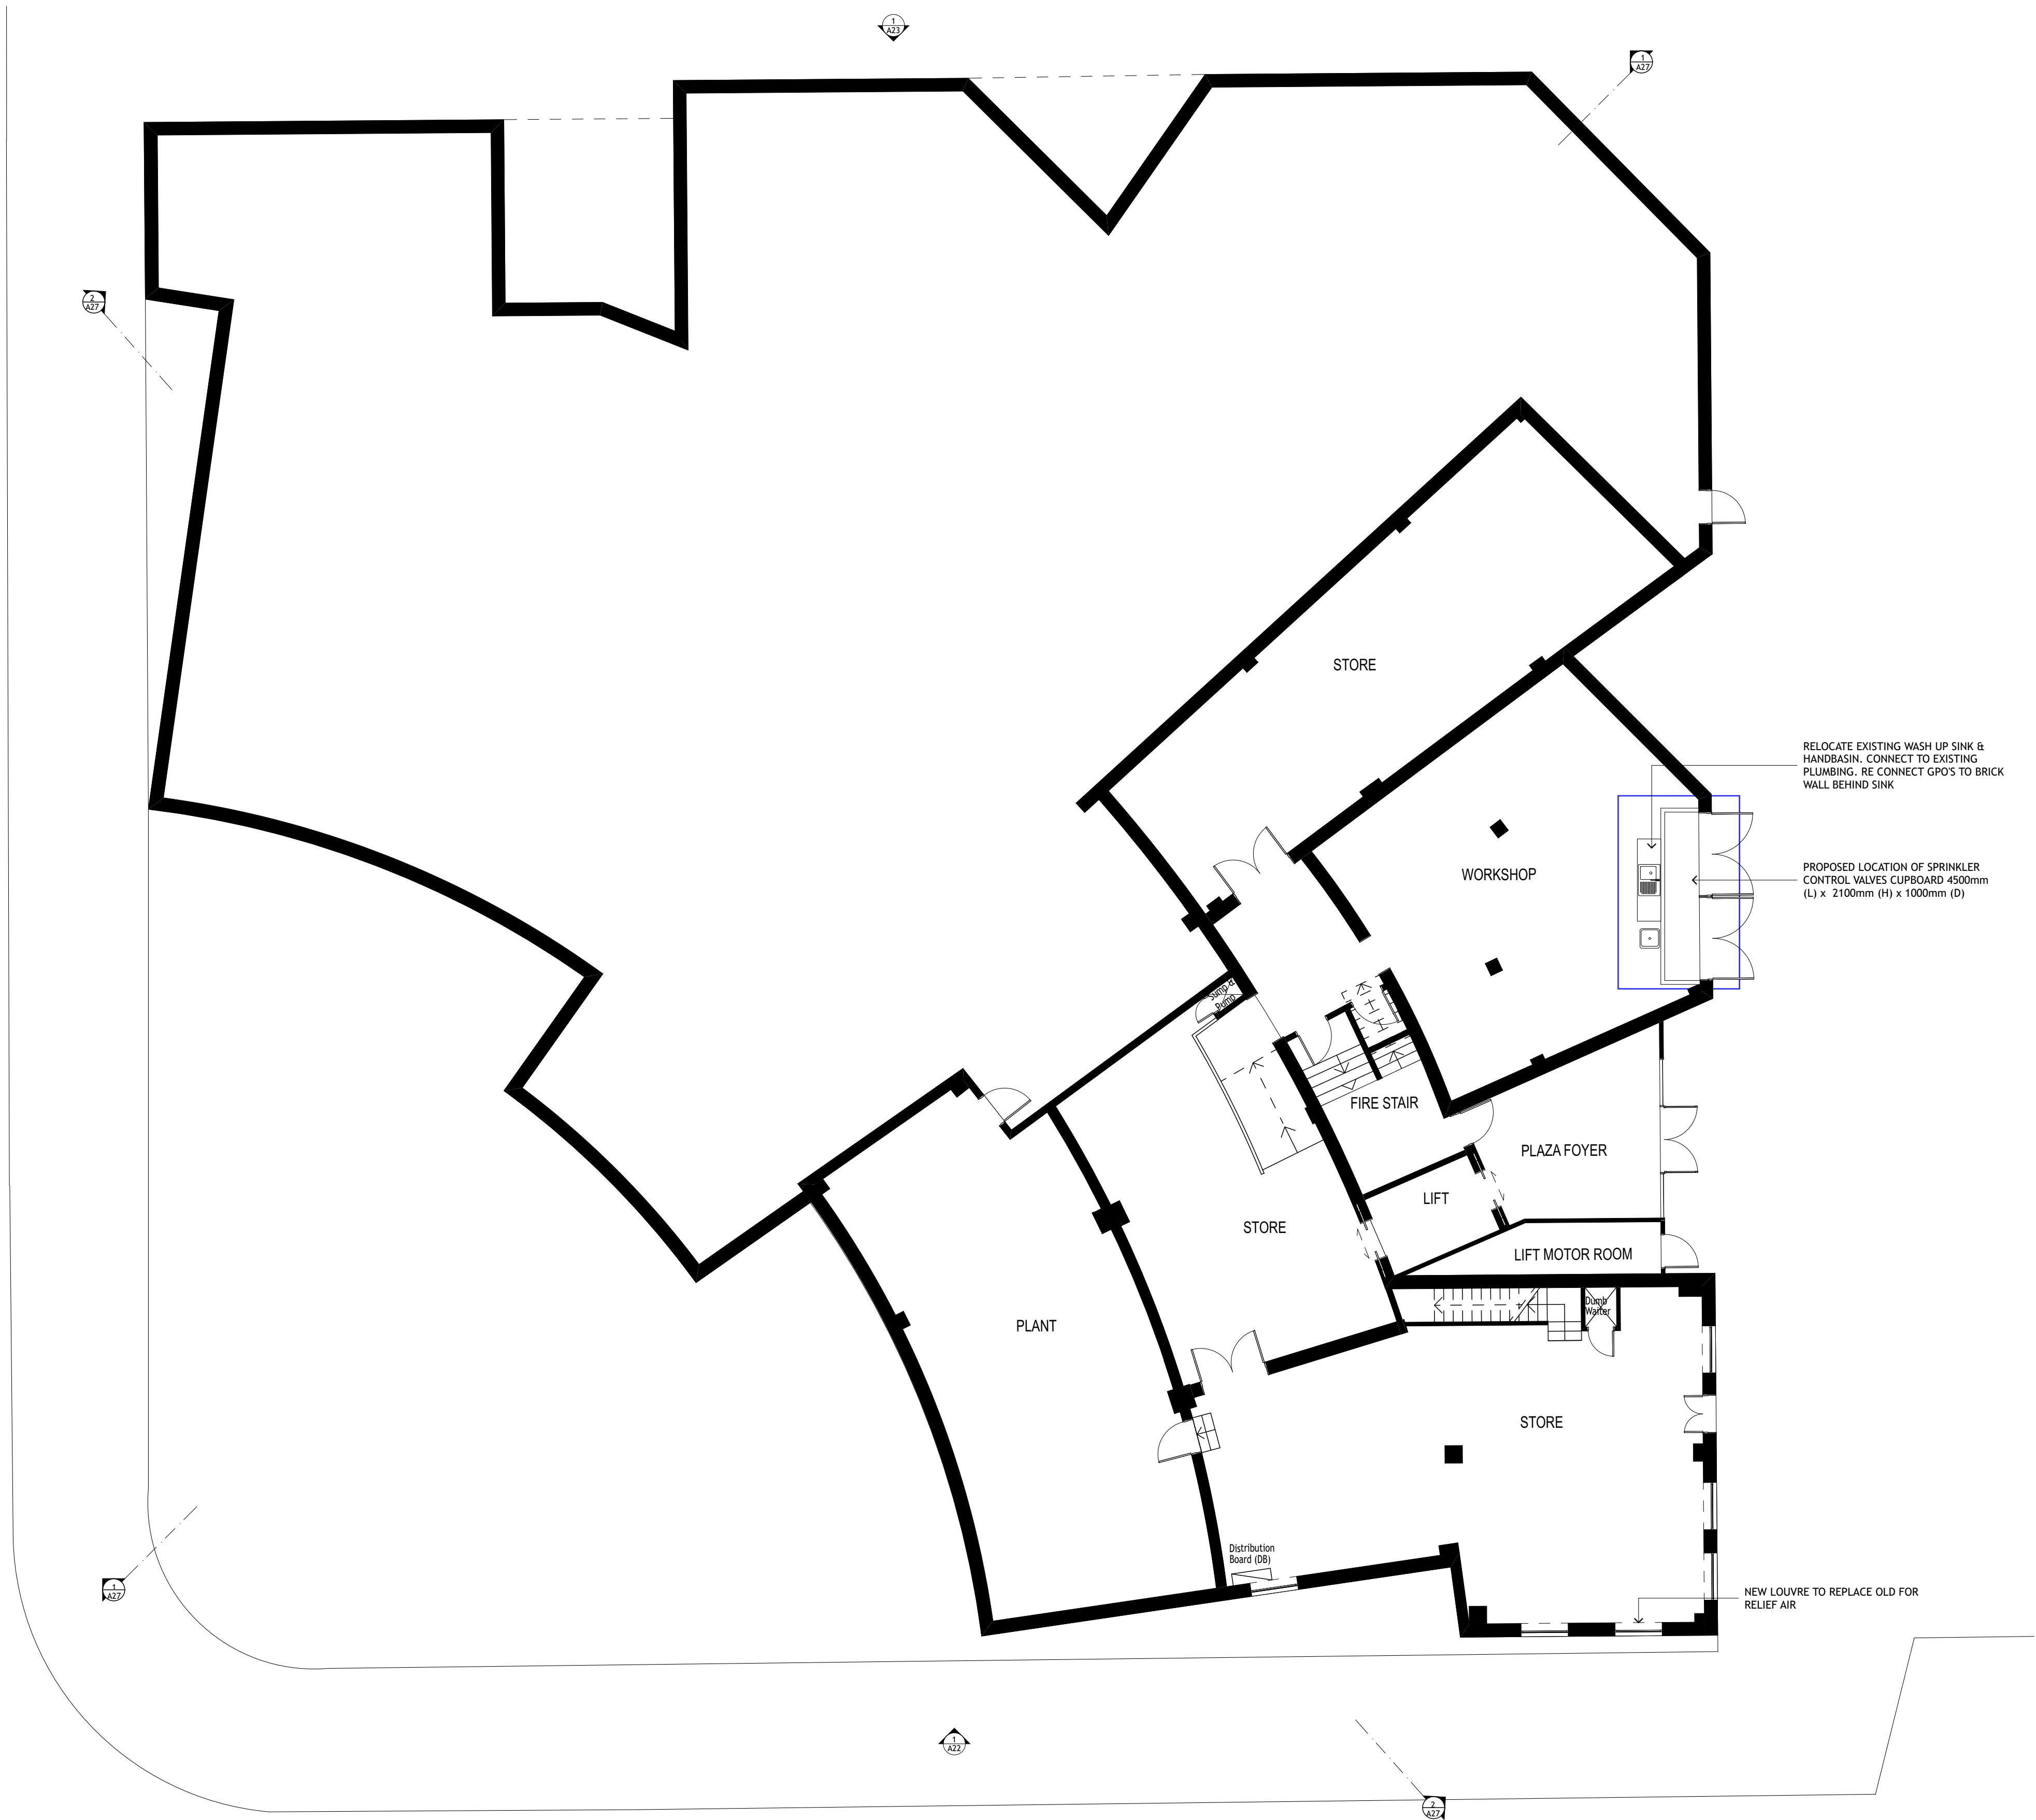 1
A23
1
A27
2
A27
STORE
RELOCATE EXISTING WASH UP SINK &
HANDBASIN. CONNECT TO EXISTING
PLUMBING. RE CONNECT GPO'S TO BRICK
WALL BEHIND SINK
WORKSHOP
PROPOSED LOCATION OF SPRINKLER
CONTROL VALVES CUPBOARD 4500mm
(L) x 2100mm (H) x 1000mm (D)
Sump &
Pump
FIRE STAIR
PLAZA FOYER
LIFT
STORE
LIFT MOTOR ROOM
Dumb
Waiter
PLANT
STORE
Distribution
Board (DB)
1
A27
NEW LOUVRE TO REPLACE OLD FOR
RELIEF AIR
1
A22
2
A27